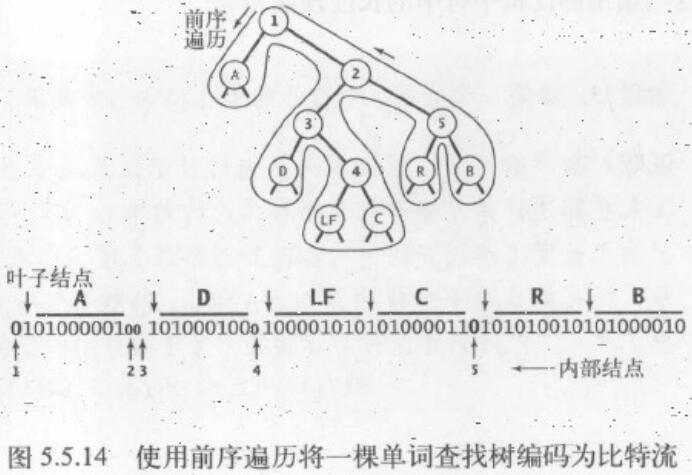 前序
遍历
1
A
2
3
5
D
4
R
B
LF
C
叶子结点
A D LF C R B
01010000010010100010001000010101010000110101010010101000010
1 2 3 4 5 内部结点
图 5.5.14 使用前序遍历将一棵单词查找树编码为比特流